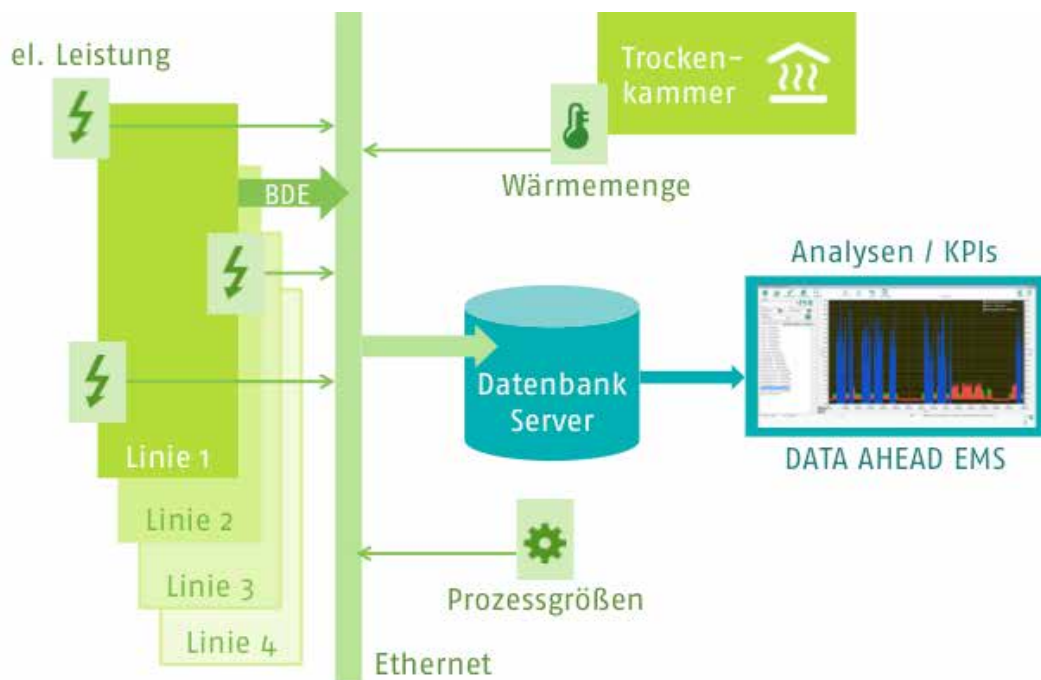 el. Leistung
Trocken-
kammer
BDE
Wärmemenge
Analysen / KPIs
Datenbank
Server
Linie 1
DATA AHEAD EMS
Linie 2
Linie 3
Prozessgrößen
Linie 4
Ethernet